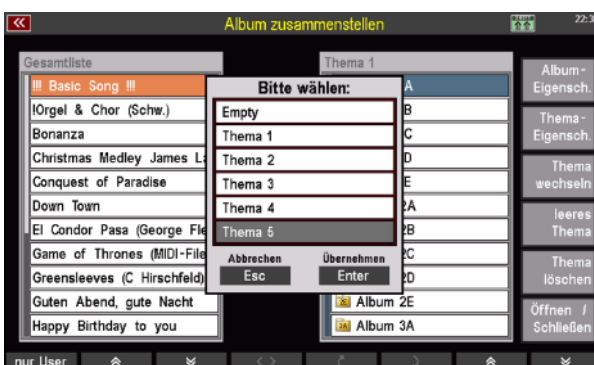 Album zusammenstellen
22:3
Gesamtliste
!!! Basic Song !!!
!Orgel & Chor (Schw.)
Bonanza
Christmas Medley James L
Conquest of Paradise
Down Town
El Condor Pasa (George Fle
Game of Thrones (MIDI-File
Greensleeves (C Hirschfeld)
Guten Abend, gute Nacht
Happy Birthday to you
Bitte wählen:
Empty
Thema 1
Thema 2
Thema 3
Thema 4
Thema 5
Abbrechen
Esc
Übernehmen
Enter
Thema 1
A
B
C
D
E
2A
2B
2C
2D
Album 2E
Album 3A
Album-
Eigensch.
Thema-
Eigensch.
Thema
wechseln
leeres
Thema
Thema
löschen
Öffnen /
Schließen
nur User